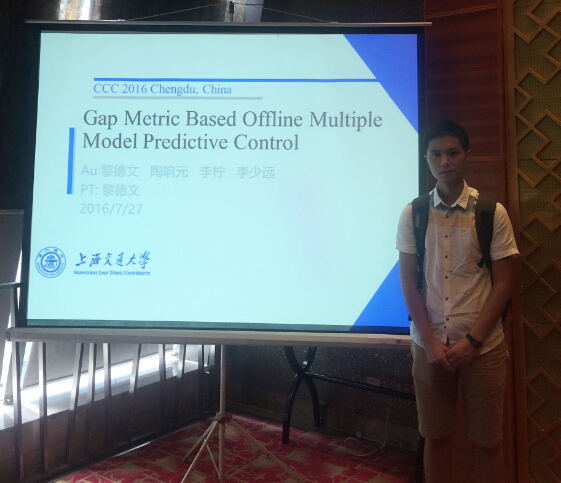 CCC 2016 Chengdu, China
Gap Metric Based Offline Multiple
Model Predictive Control
Au:黎德文 陶响元 李柠 李少远
PT: 黎德文
2016/7/27
上海交通大学
SHANGHAI JIAO TONG UNIVERSITY